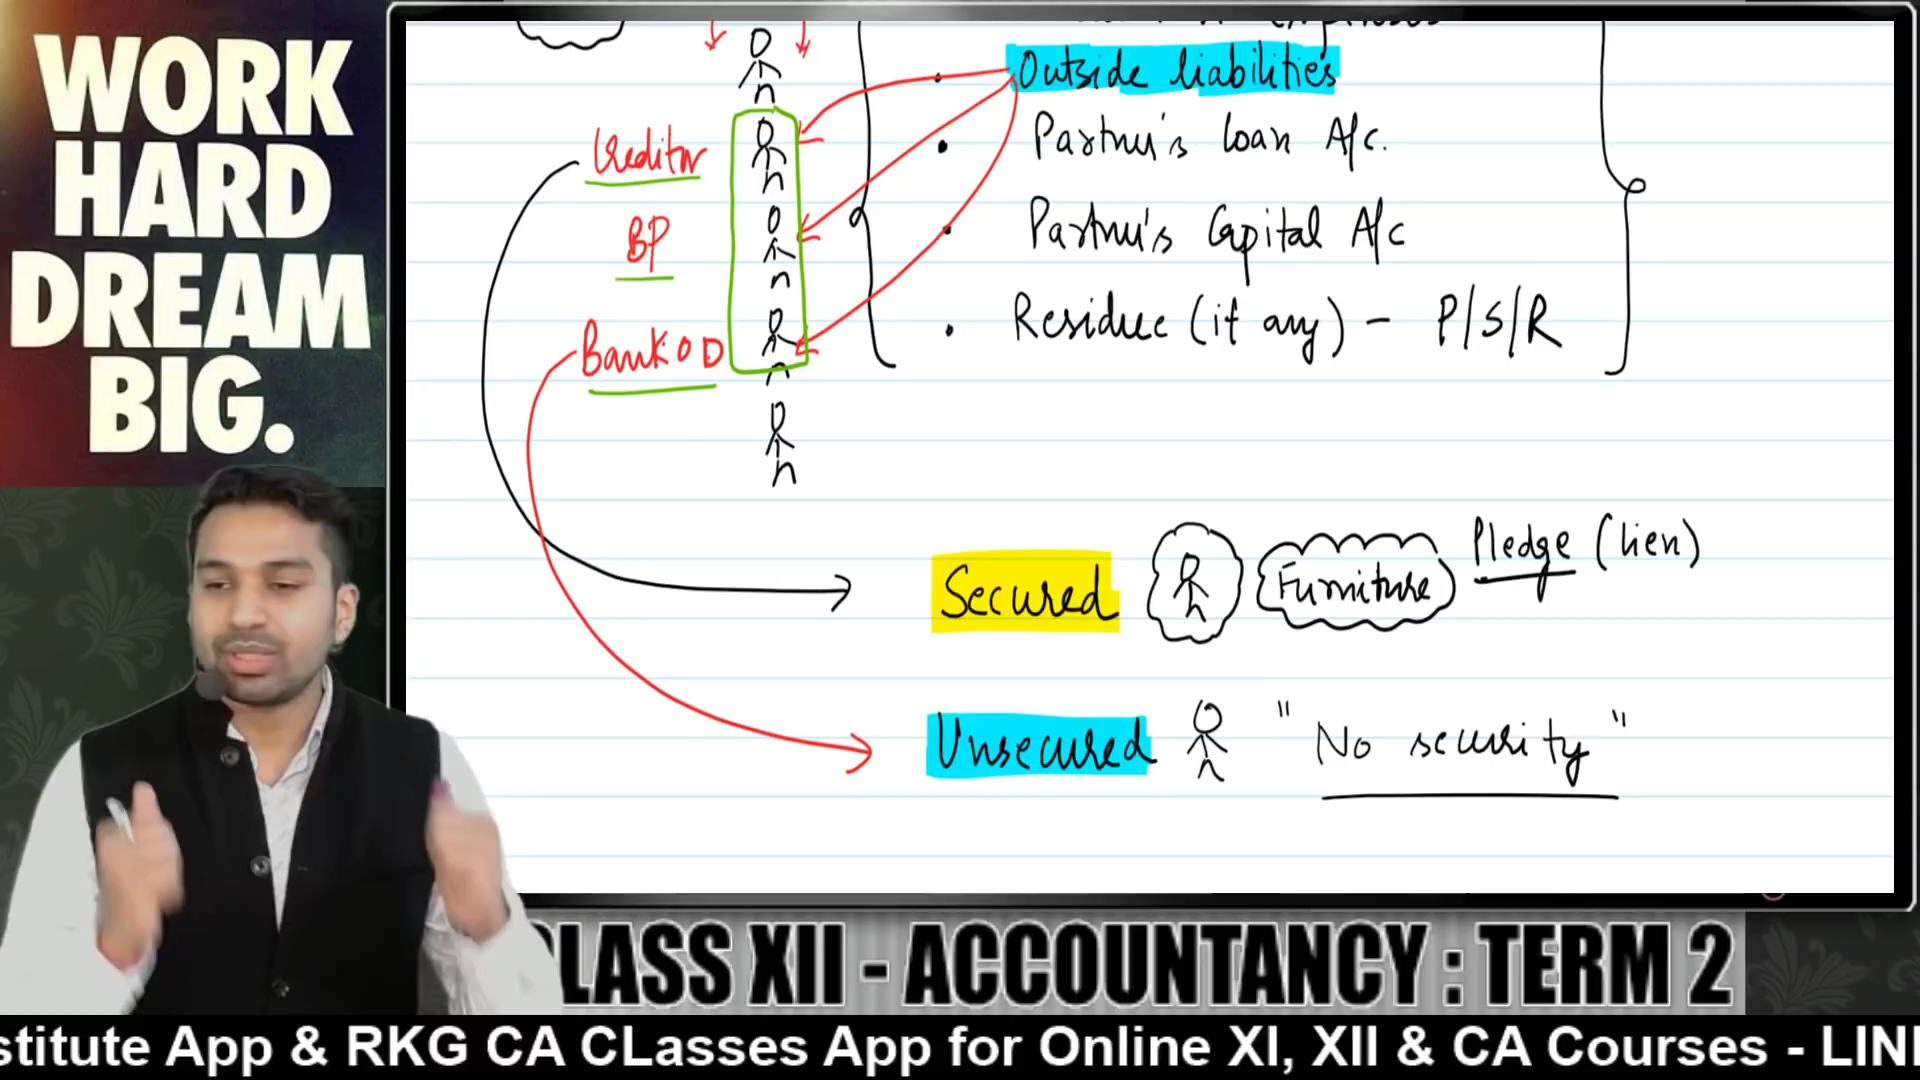 WORK
HARD
DREAM
BIG.
Outside liabilities
Creditor
Partner's loan A/c.
BP
Partner's Capital A/c
Bank O D
Residue (if any) - P/S/R
Secured
Furniture
Pledge (lien)
Unsecured
" No security "
LASS XII - ACCOUNTANCY : TERM 2
stitute App & RKG CA CLasses App for Online XI, XII & CA Courses - LIN